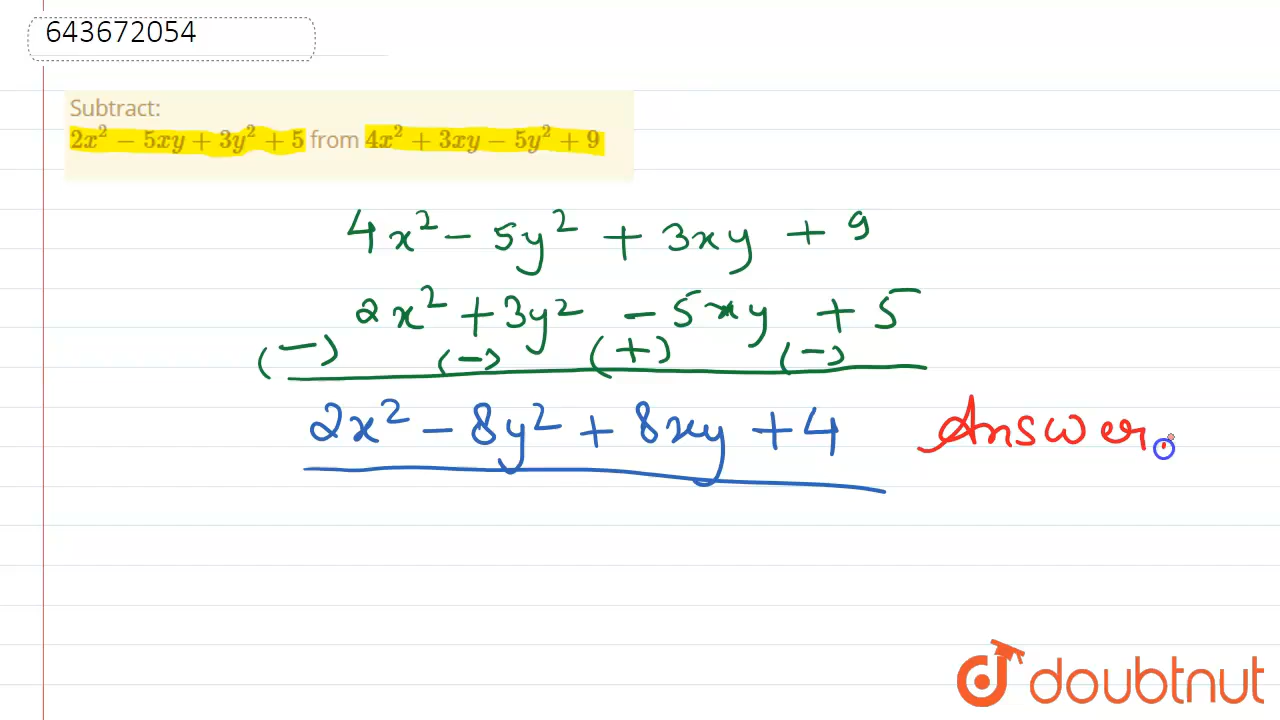 643672054
Subtract:
2x² − 5xy + 3y² + 5 from 4x² + 3xy − 5y² + 9
4x² − 5y² + 3xy + 9
2x² + 3y² − 5xy + 5
(−) (−) (+) (−)
2x² − 8y² + 8xy + 4 Answer.
doubtnut